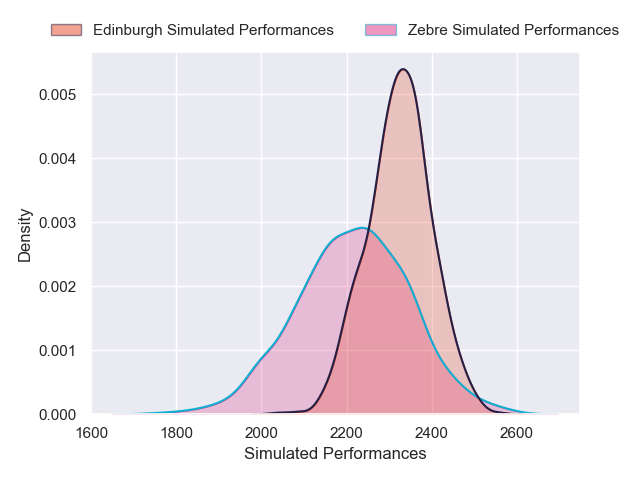 Edinburgh Simulated Performances Zebre Simulated Performances
0.005
0.004
0.003
0.002
0.001
0.000
Density
1600 1800 2000 2200 2400 2600
Simulated Performances